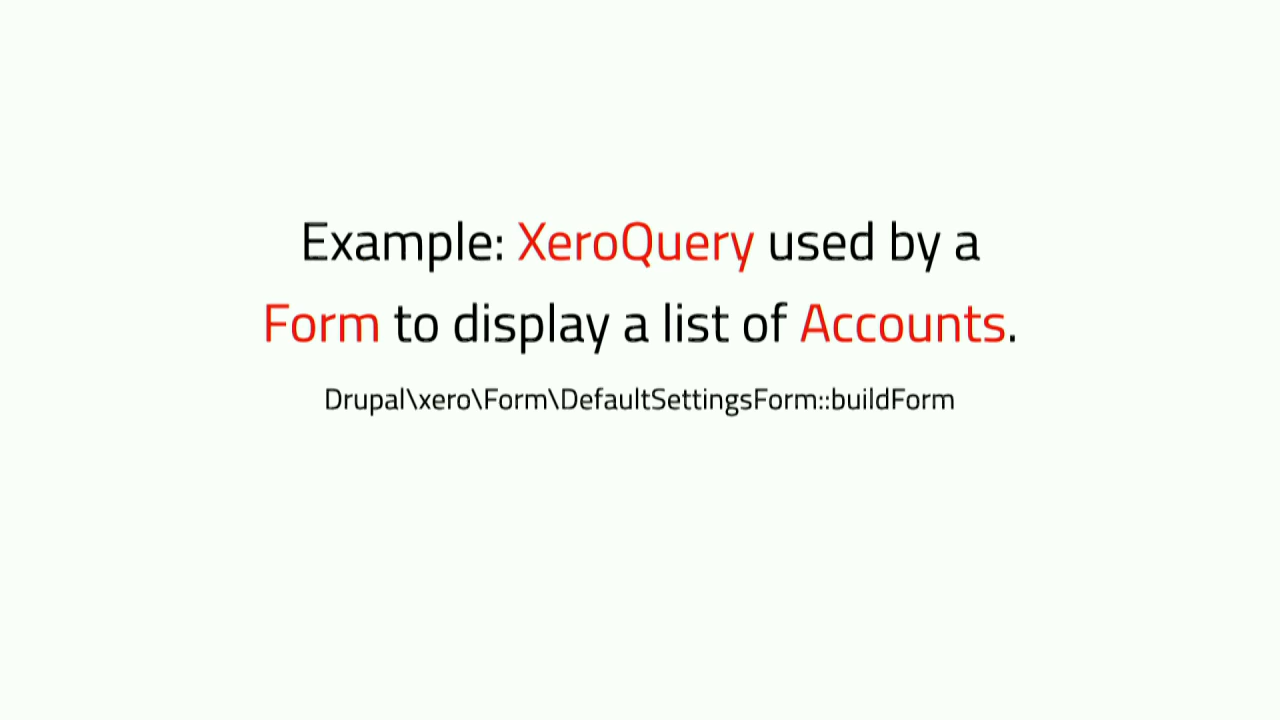 Example: XeroQuery used by a
Form to display a list of Accounts.
Drupal\xero\Form\DefaultSettingsForm::buildForm